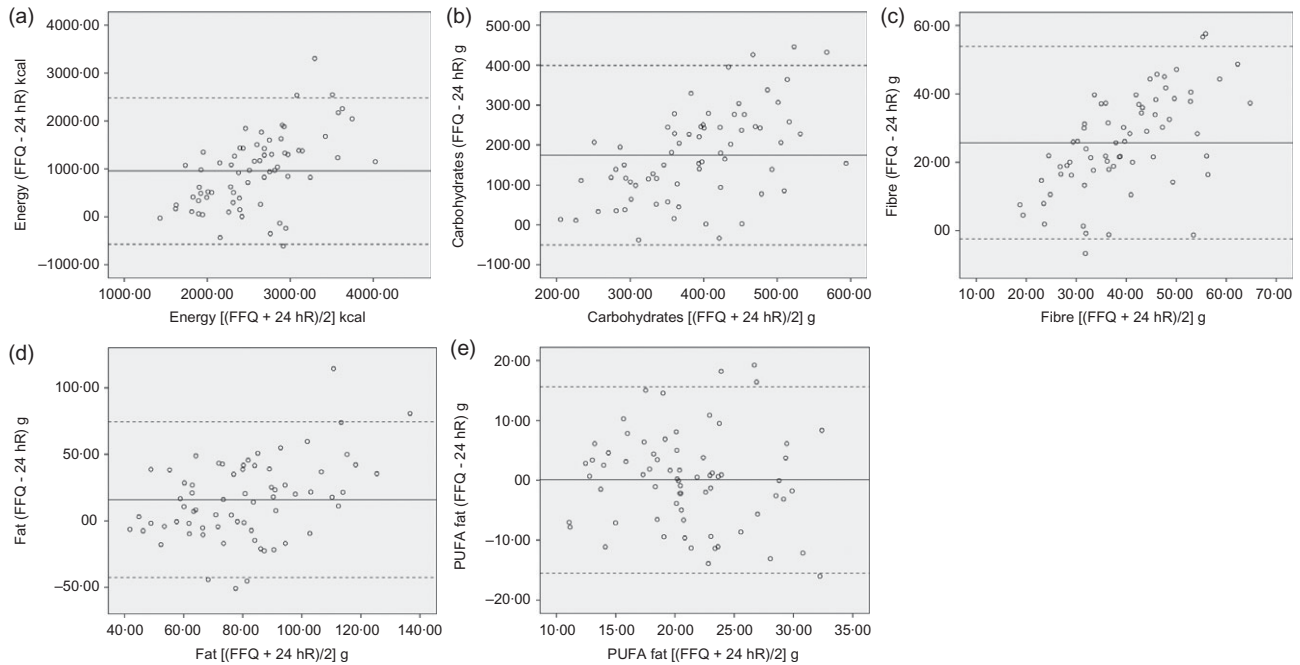 (a)
4000·00
3000·00
2000·00
1000·00
00
–1000·00
Energy (FFQ - 24 hR) kcal
1000·00 2000·00 3000·00 4000·00
Energy [(FFQ + 24 hR)/2] kcal
(b)
500·00
400·00
300·00
200·00
100·00
00
–100·00
Carbohydrates (FFQ - 24 hR) g
200·00 300·00 400·00 500·00 600·00
Carbohydrates [(FFQ + 24 hR)/2] g
(c)
60·00
40·00
20·00
00
Fibre (FFQ - 24 hR) g
10·00 20·00 30·00 40·00 50·00 60·00 70·00
Fibre [(FFQ + 24 hR)/2] g
(d)
100·00
50·00
00
–50·00
Fat (FFQ - 24 hR) g
40·00 60·00 80·00 100·00 120·00 140·00
Fat [(FFQ + 24 hR)/2] g
(e)
20·00
10·00
00
–10·00
–20·00
PUFA fat (FFQ - 24 hR) g
10·00 15·00 20·00 25·00 30·00 35·00
PUFA fat [(FFQ + 24 hR)/2] g